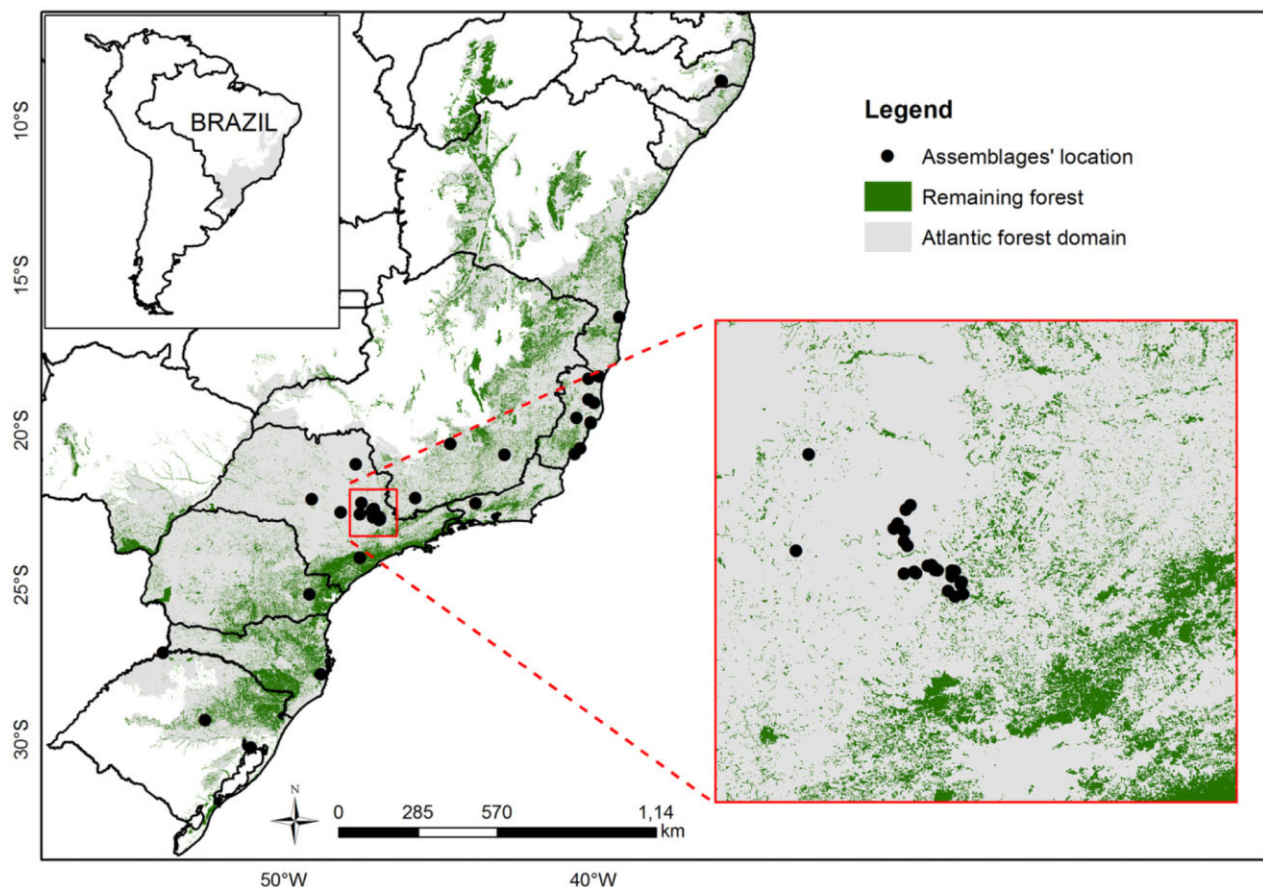 BRAZIL
Legend
Assemblages' location
Remaining forest
Atlantic forest domain
10°S
15°S
20°S
25°S
30°S
N
0 285 570 1,14
km
50°W 40°W